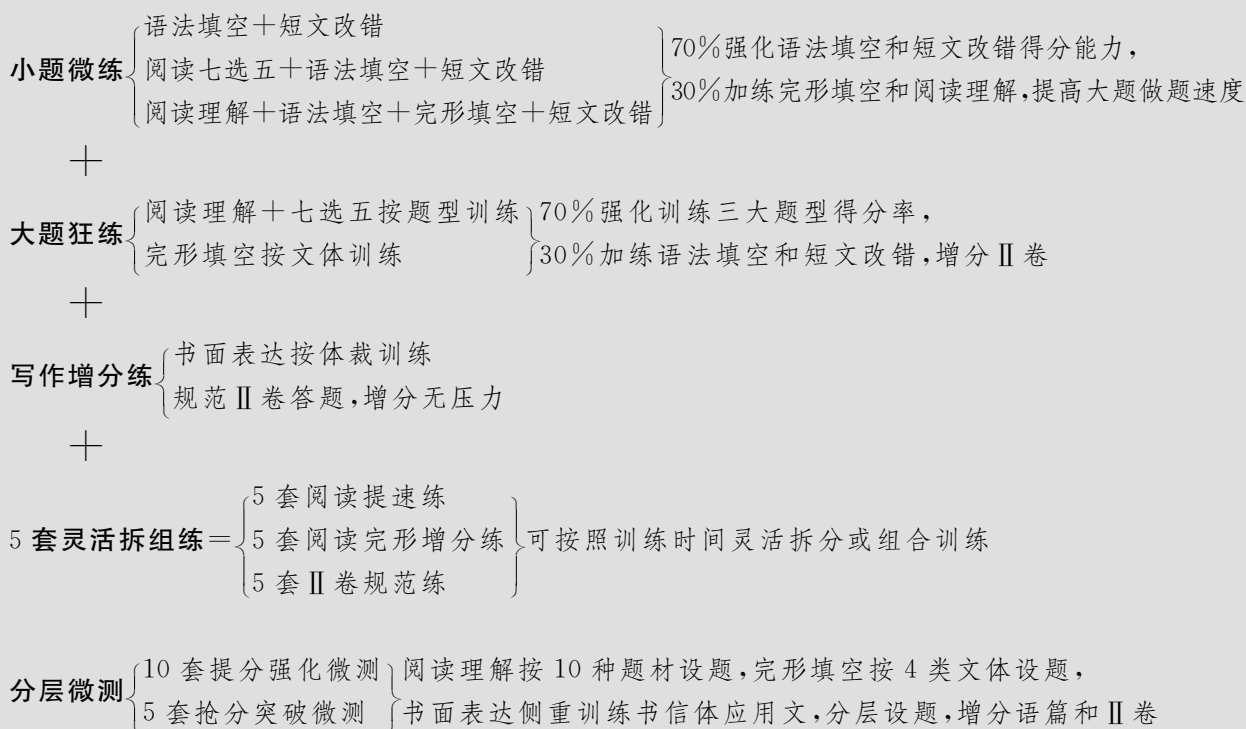 语法填空＋短文改错
小题微练 阅读七选五＋语法填空＋短文改错
阅读理解＋语法填空＋完形填空＋短文改错
70%强化语法填空和短文改错得分能力，
30%加练完形填空和阅读理解，提高大题做题速度
＋
大题狂练
阅读理解＋七选五按题型训练
完形填空按文体训练
70%强化训练三大题型得分率，
30%加练语法填空和短文改错，增分Ⅱ卷
＋
写作增分练
书面表达按体裁训练
规范Ⅱ卷答题，增分无压力
＋
5 套灵活拆组练＝
5 套阅读提速练
5 套阅读完形增分练
5 套Ⅱ卷规范练
可按照训练时间灵活拆分或组合训练
分层微测
10 套提分强化微测
5 套抢分突破微测
阅读理解按 10 种题材设题，完形填空按 4 类文体设题，
书面表达侧重训练书信体应用文，分层设题，增分语篇和Ⅱ卷